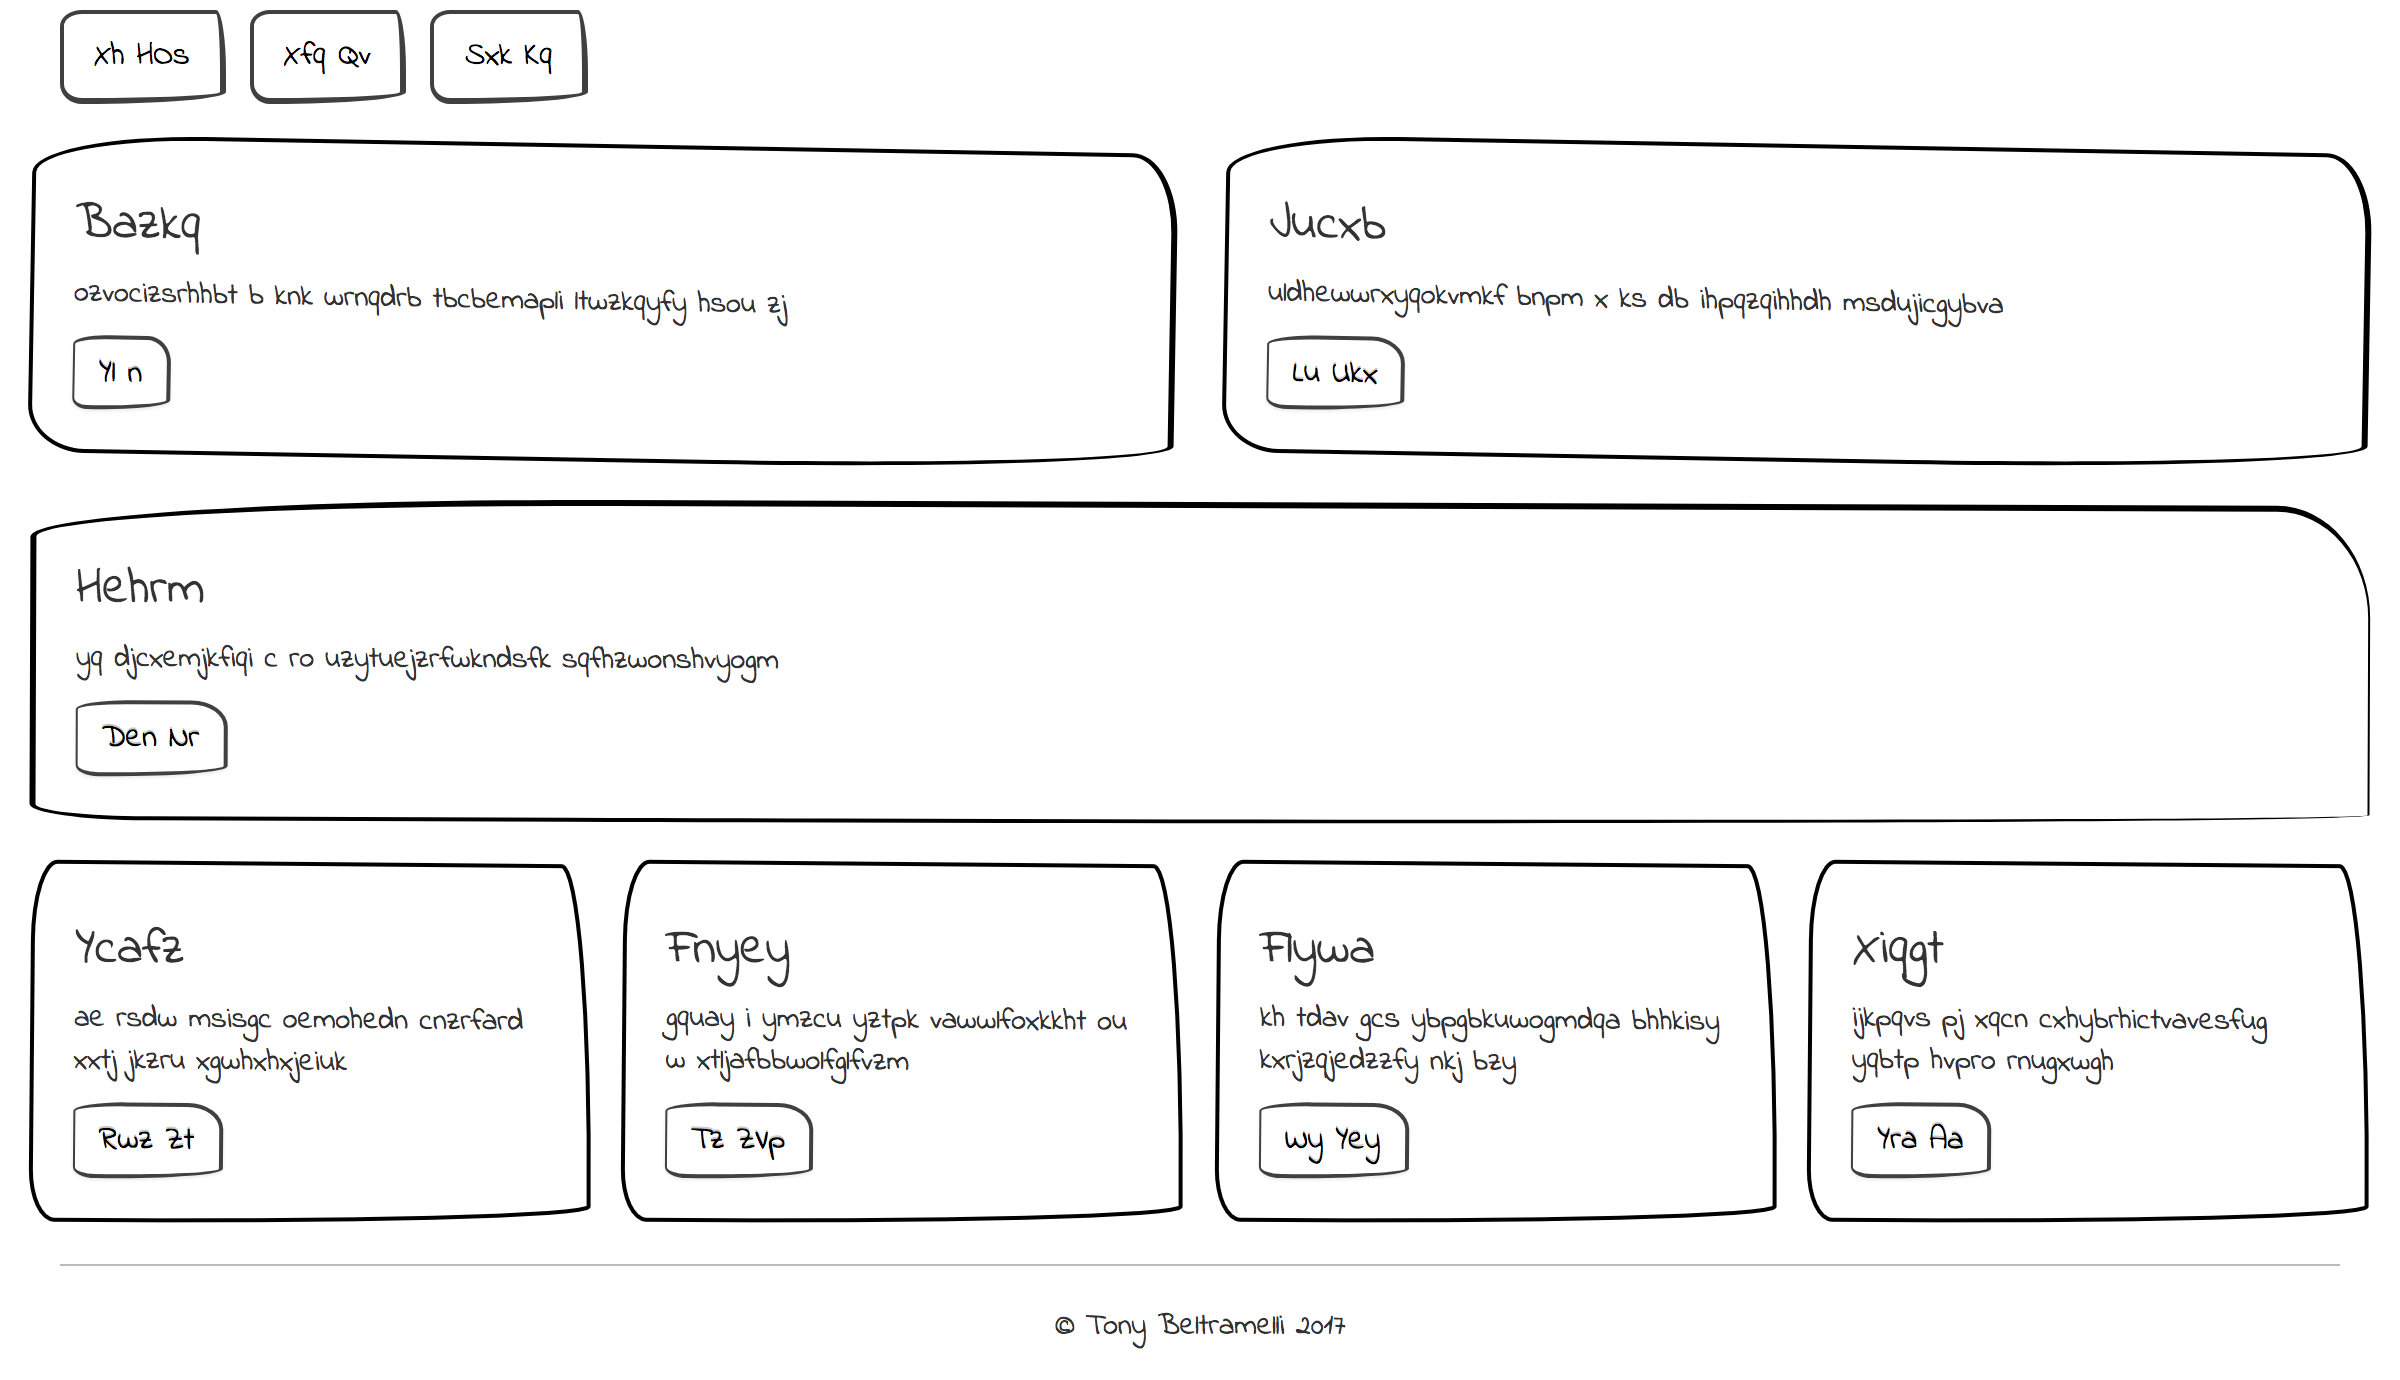 Xh Hos
Xfq Qv
Sxk Kq
Bazkq
ozvocizsrhhbt b knk wrnqdrb tbcbemapli ltwzkqyfy hsou zj
Yl n
Jucxb
uldhewwrxyqokvmkf bnpm x ks db ihpqzqihhdh msdujicgybva
Lu Ukx
Hehrm
yq djcxemjkfiqi c ro uzytuejzrfwkndsfk sqfhzwonshvyogm
Den Nr
Ycafz
ae rsdw msisgc oemohedn cnzrfard
xxtj jkzru xgwhxhxjeiuk
Rwz Zt
Fnyey
gquay i ymzcu yztpk vawwlfoxkkht ou
w xtljafbbwolfglfvzm
Tz Zvp
Flywa
kh tdav gcs ybpgbkuwogmdqa bhhkisy
kxrjzqjedzzfy nkj bzy
Wy Yey
Xiqgt
ijkpqvs pj xqcn cxhybrhictvavesfug
yqbtp hvpro rnugxwgh
Yra Aa
© Tony Beltramelli 2017